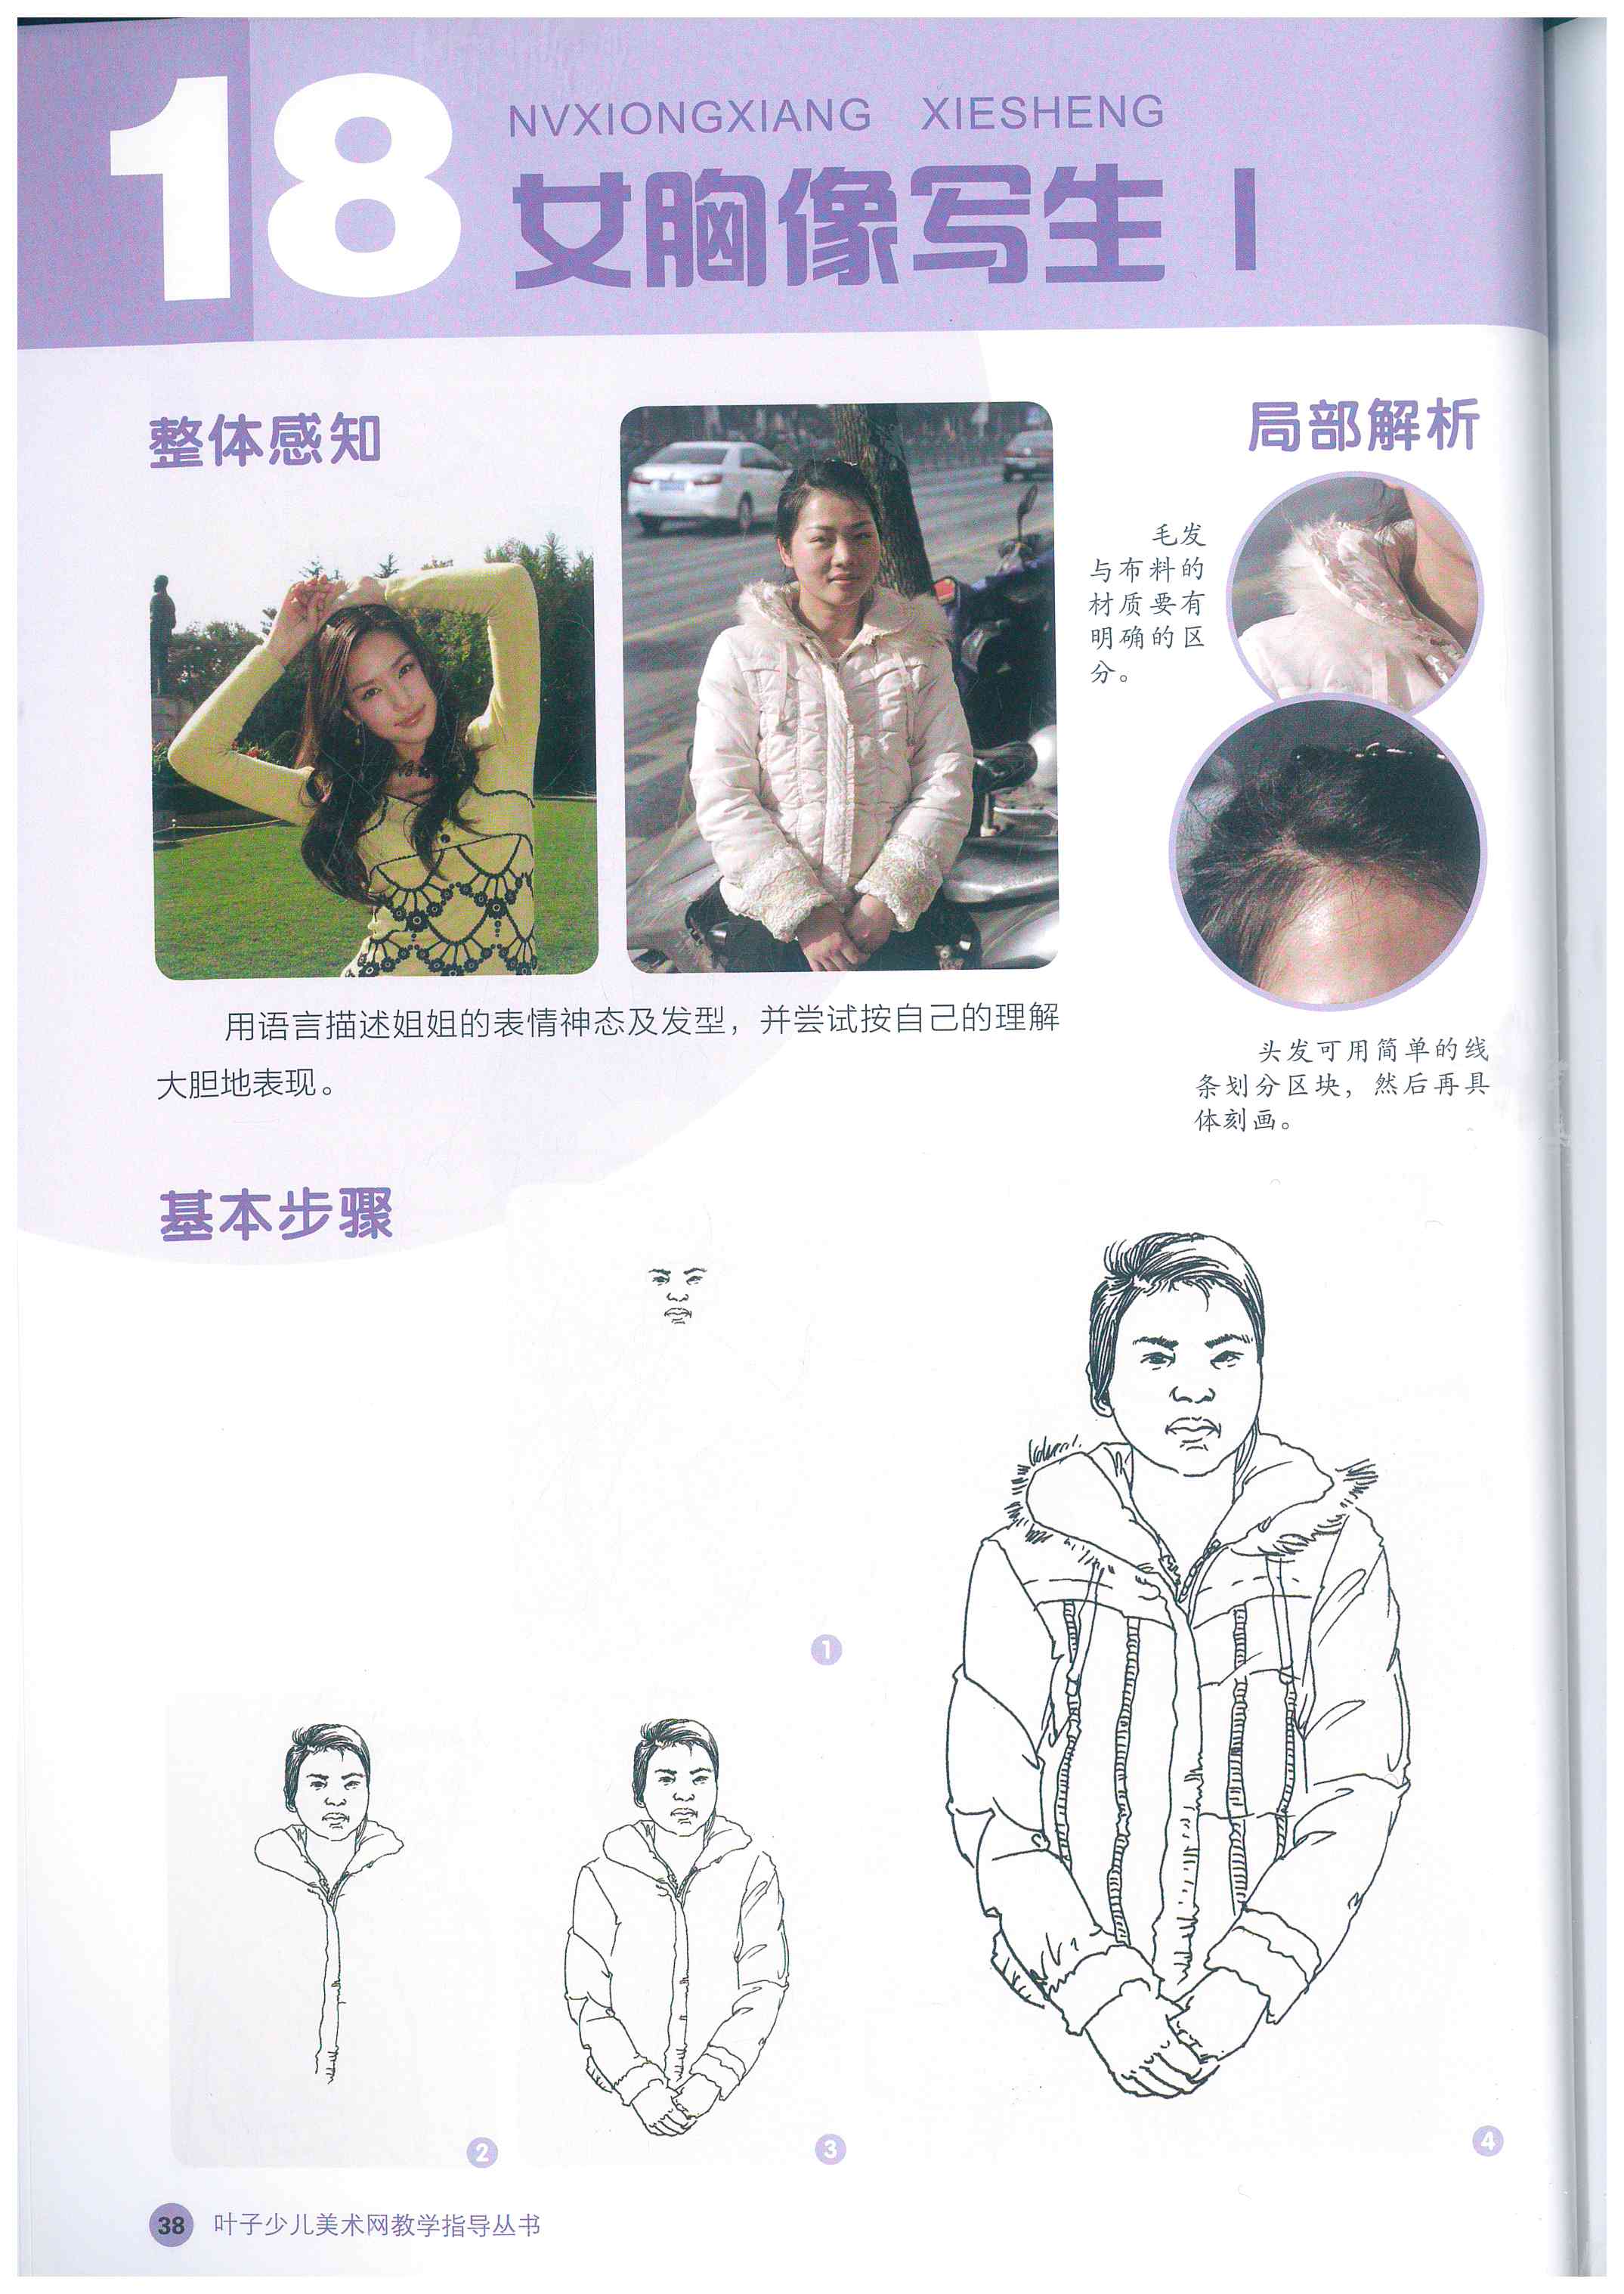 18
NVXIONGXIANG XIESHENG
女胸像写生 I
整体感知
局部解析
毛发
与布料的
材质要有
明确的区
分。
用语言描述姐姐的表情神态及发型，并尝试按自己的理解
大胆地表现。
头发可用简单的线
条划分区块，然后再具
体刻画。
基本步骤
1
2
3
4
38 叶子少儿美术网教学指导丛书